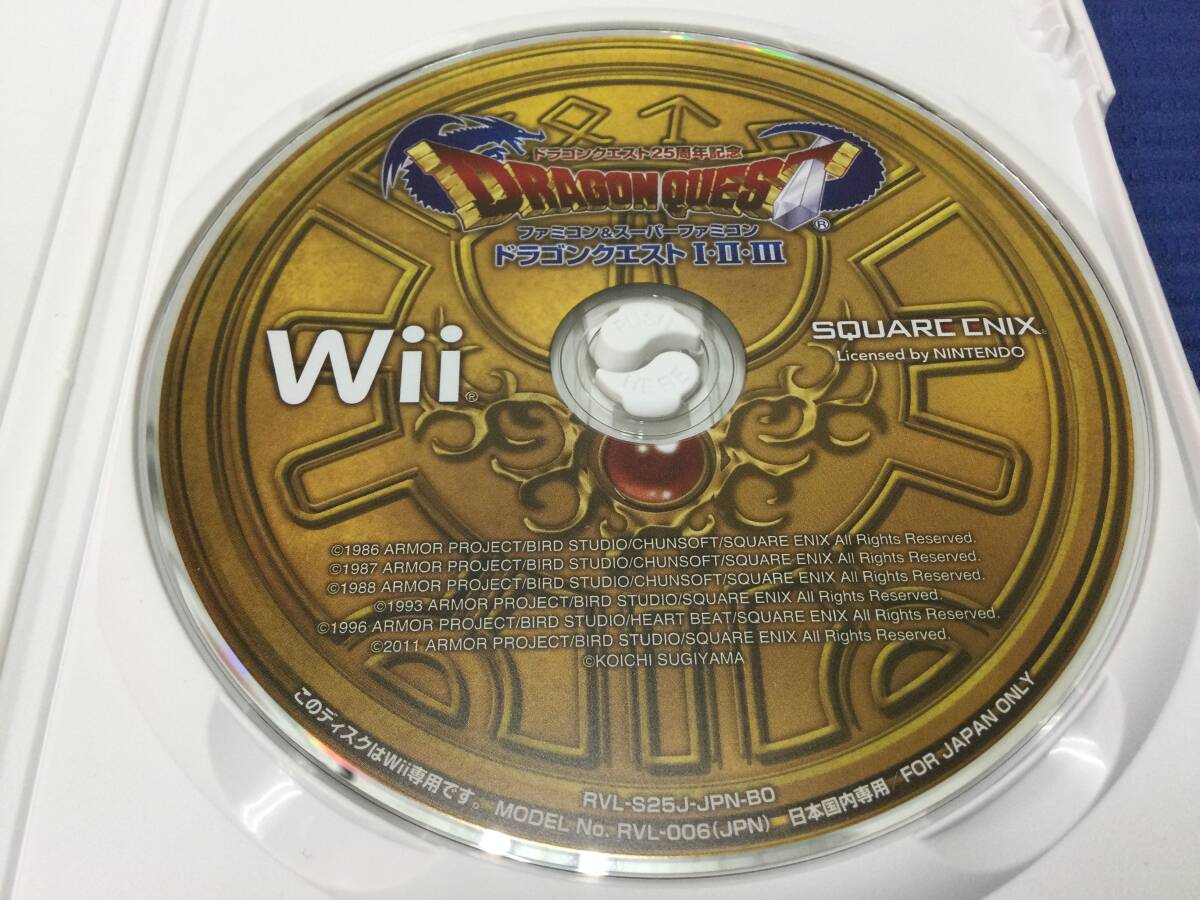 ドラゴンクエスト25周年記念
DRAGON QUEST®
ファミコン&スーパーファミコン
ドラゴンクエスト I・II・III
Wii®
SQUARE ENIX®
Licensed by NINTENDO
PUSH
HERE
©1986 ARMOR PROJECT/BIRD STUDIO/CHUNSOFT/SQUARE ENIX All Rights Reserved.
©1987 ARMOR PROJECT/BIRD STUDIO/CHUNSOFT/SQUARE ENIX All Rights Reserved.
©1988 ARMOR PROJECT/BIRD STUDIO/CHUNSOFT/SQUARE ENIX All Rights Reserved.
©1993 ARMOR PROJECT/BIRD STUDIO/SQUARE ENIX All Rights Reserved.
©1996 ARMOR PROJECT/BIRD STUDIO/HEART BEAT/SQUARE ENIX All Rights Reserved.
©2011 ARMOR PROJECT/BIRD STUDIO/SQUARE ENIX All Rights Reserved.
©KOICHI SUGIYAMA
RVL-S25J-JPN-B0
このディスクはWii専用です。 MODEL No. RVL-006(JPN) 日本国内専用 / FOR JAPAN ONLY